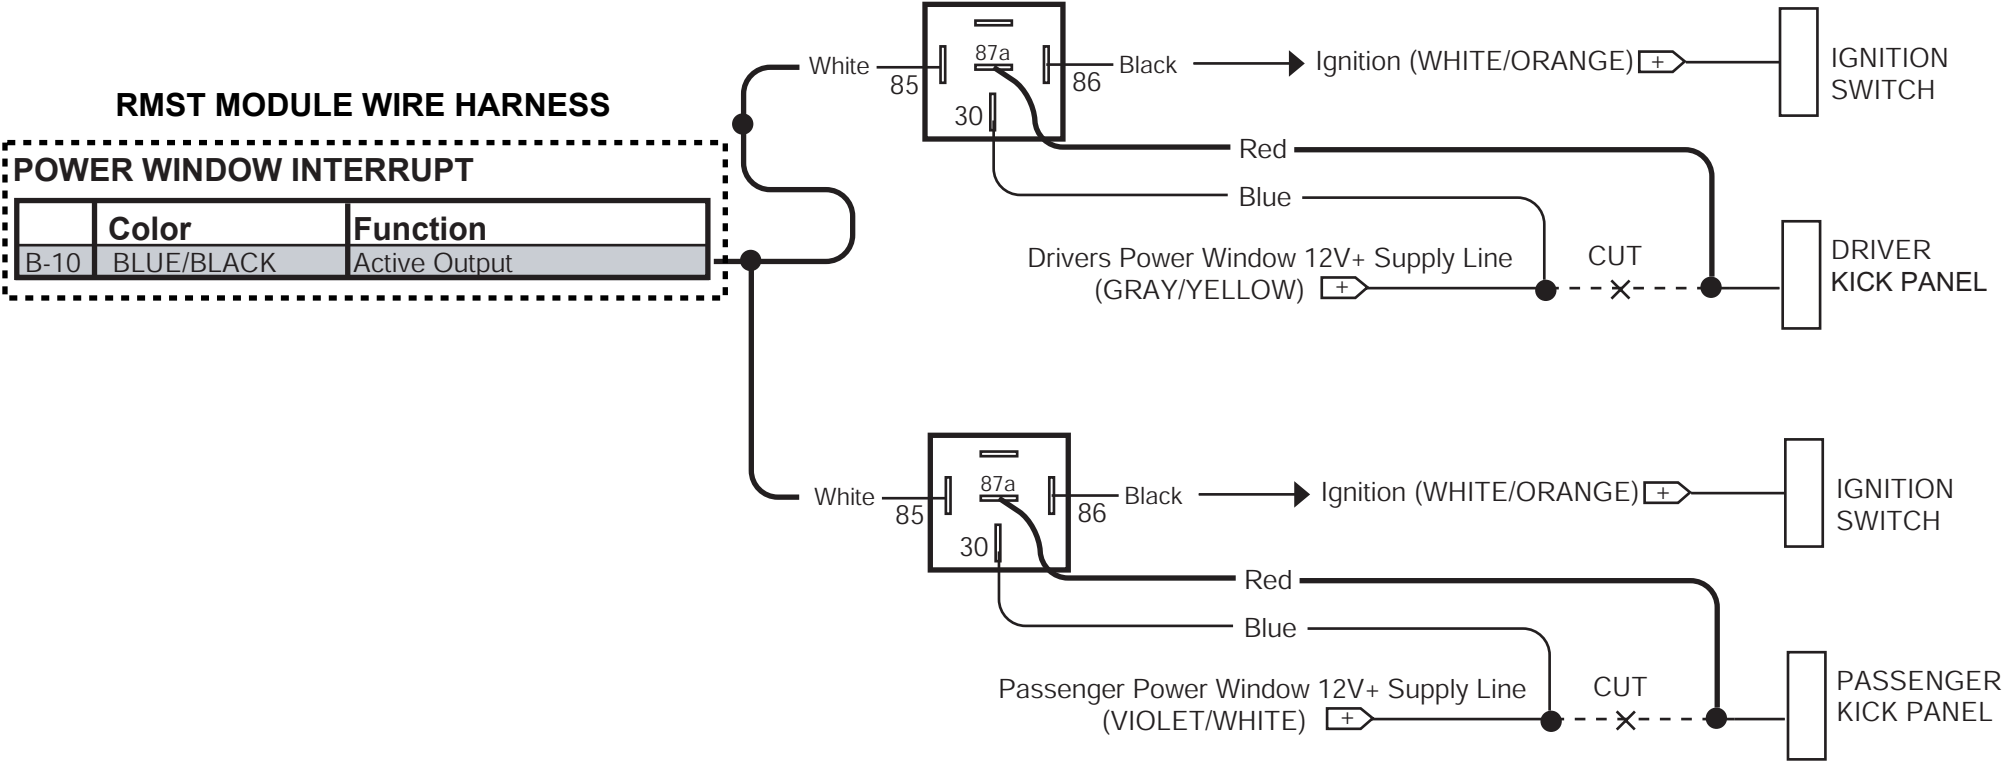 RMST MODULE WIRE HARNESS
POWER WINDOW INTERRUPT
Color Function
B-10 BLUE/BLACK Active Output
White
85
87a
30
86
Black
Ignition (WHITE/ORANGE) +
IGNITION
SWITCH
Red
Blue
Drivers Power Window 12V+ Supply Line
(GRAY/YELLOW) +
CUT
DRIVER
KICK PANEL
White
85
87a
30
86
Black
Ignition (WHITE/ORANGE) +
IGNITION
SWITCH
Red
Blue
Passenger Power Window 12V+ Supply Line
(VIOLET/WHITE) +
CUT
PASSENGER
KICK PANEL